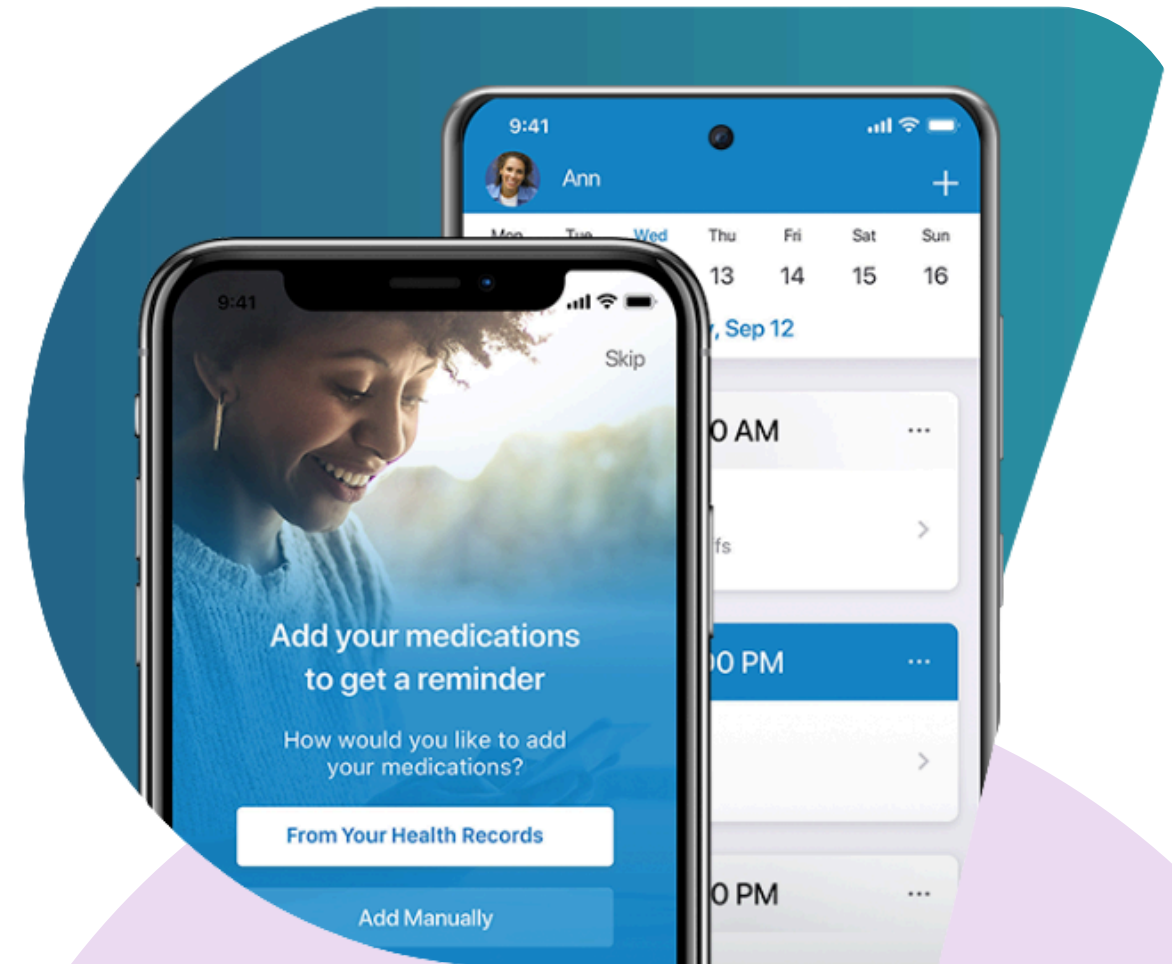 9:41
Ann
+
Mon Tue Wed Thu Fri Sat Sun
13 14 15 16
, Sep 12
0 AM
fs
00 PM
0 PM
9:41
Skip
Add your medications
to get a reminder
How would you like to add
your medications?
From Your Health Records
Add Manually